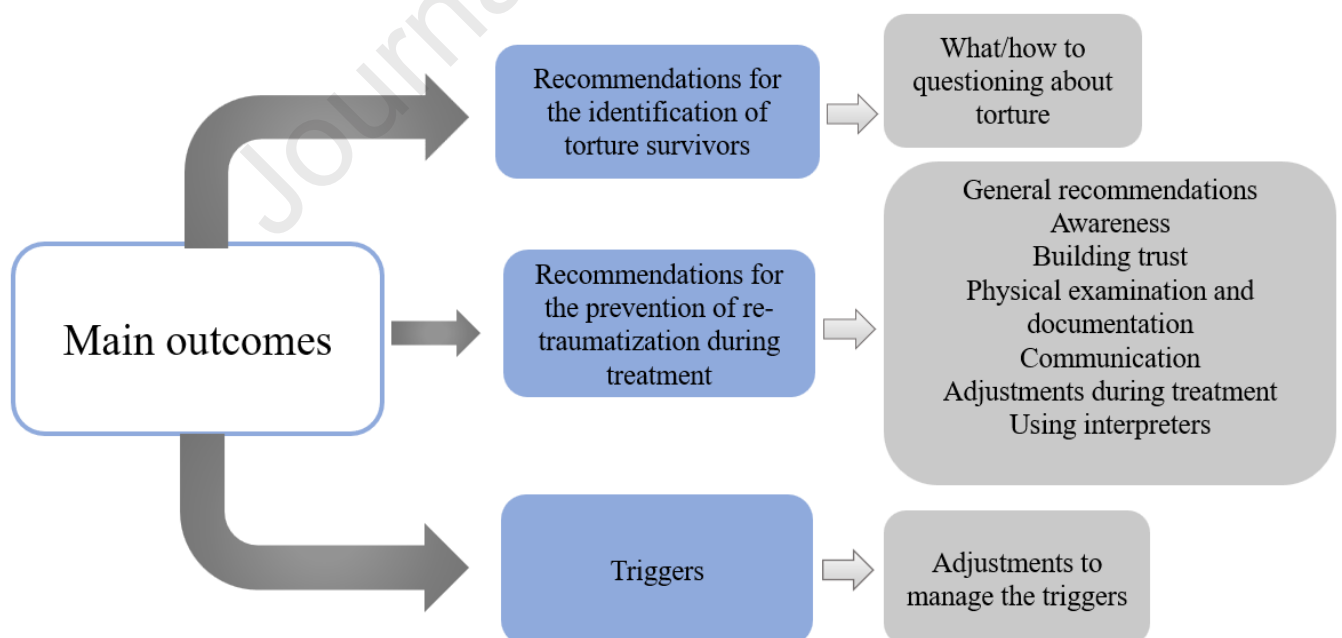 Journa
Main outcomes
Recommendations for
the identification of
torture survivors
What/how to
questioning about
torture
Recommendations for
the prevention of re-
traumatization during
treatment
General recommendations
Awareness
Building trust
Physical examination and
documentation
Communication
Adjustments during treatment
Using interpreters
Triggers
Adjustments to
manage the triggers